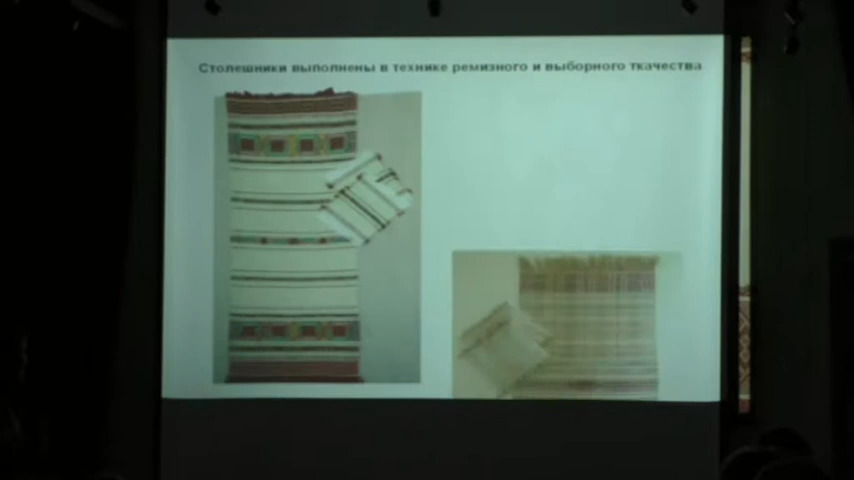 Столешники выполнены в технике ремизного и выборного ткачества